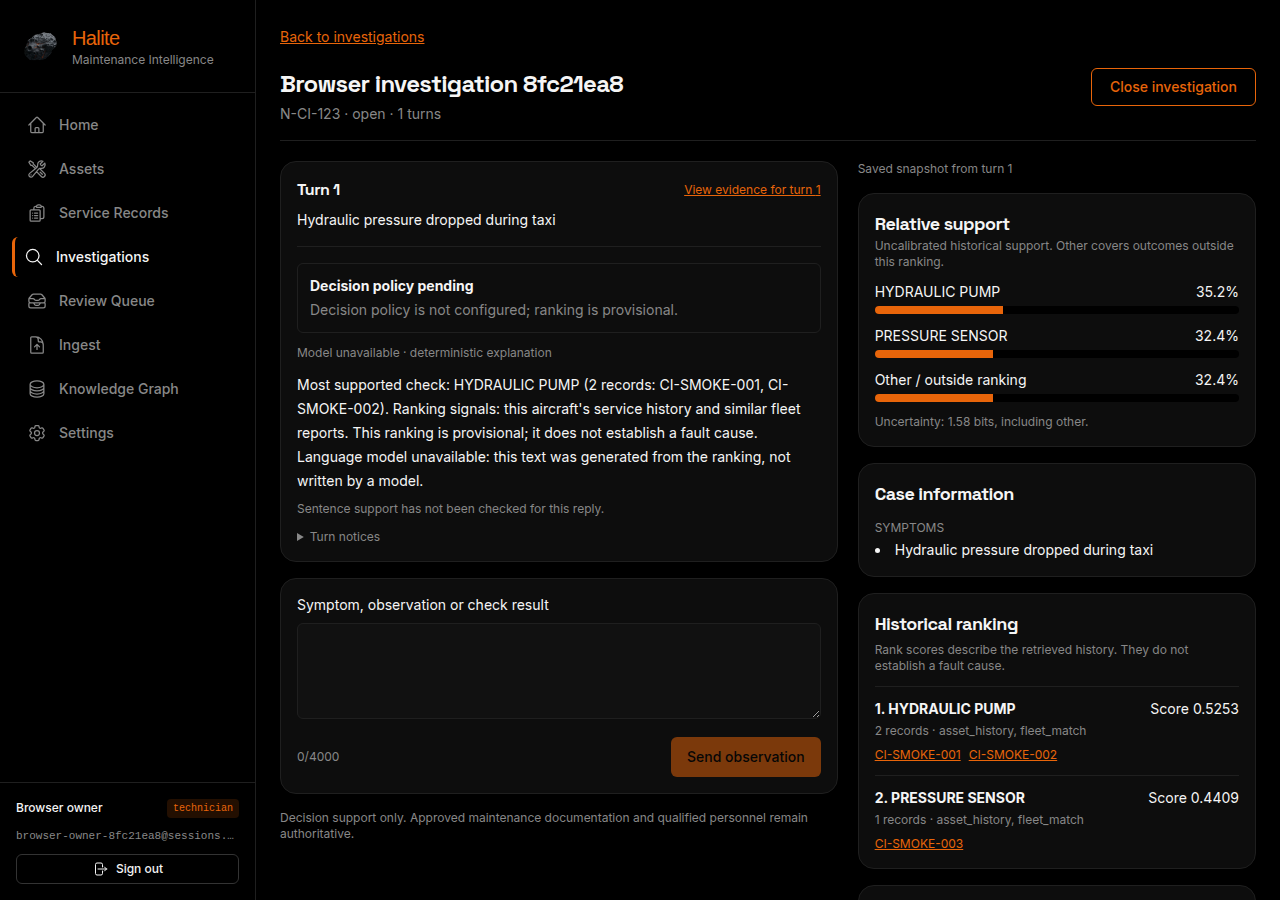 Halite
Maintenance Intelligence
Home
Assets
Service Records
Investigations
Review Queue
Ingest
Knowledge Graph
Settings
Browser owner
technician
browser-owner-8fc21ea8@sessions....
Sign out
Back to investigations
Browser investigation 8fc21ea8
N-CI-123 · open · 1 turns
Close investigation
Turn 1
View evidence for turn 1
Hydraulic pressure dropped during taxi
Decision policy pending
Decision policy is not configured; ranking is provisional.
Model unavailable · deterministic explanation
Most supported check: HYDRAULIC PUMP (2 records: CI-SMOKE-001, CI-
SMOKE-002). Ranking signals: this aircraft's service history and similar fleet
reports. This ranking is provisional; it does not establish a fault cause.
Language model unavailable: this text was generated from the ranking, not
written by a model.
Sentence support has not been checked for this reply.
Turn notices
Symptom, observation or check result
0/4000
Send observation
Decision support only. Approved maintenance documentation and qualified personnel remain
authoritative.
Saved snapshot from turn 1
Relative support
Uncalibrated historical support. Other covers outcomes outside
this ranking.
HYDRAULIC PUMP 35.2%
PRESSURE SENSOR 32.4%
Other / outside ranking 32.4%
Uncertainty: 1.58 bits, including other.
Case information
SYMPTOMS
Hydraulic pressure dropped during taxi
Historical ranking
Rank scores describe the retrieved history. They do not
establish a fault cause.
1. HYDRAULIC PUMP Score 0.5253
2 records · asset_history, fleet_match
CI-SMOKE-001 CI-SMOKE-002
2. PRESSURE SENSOR Score 0.4409
1 records · asset_history, fleet_match
CI-SMOKE-003